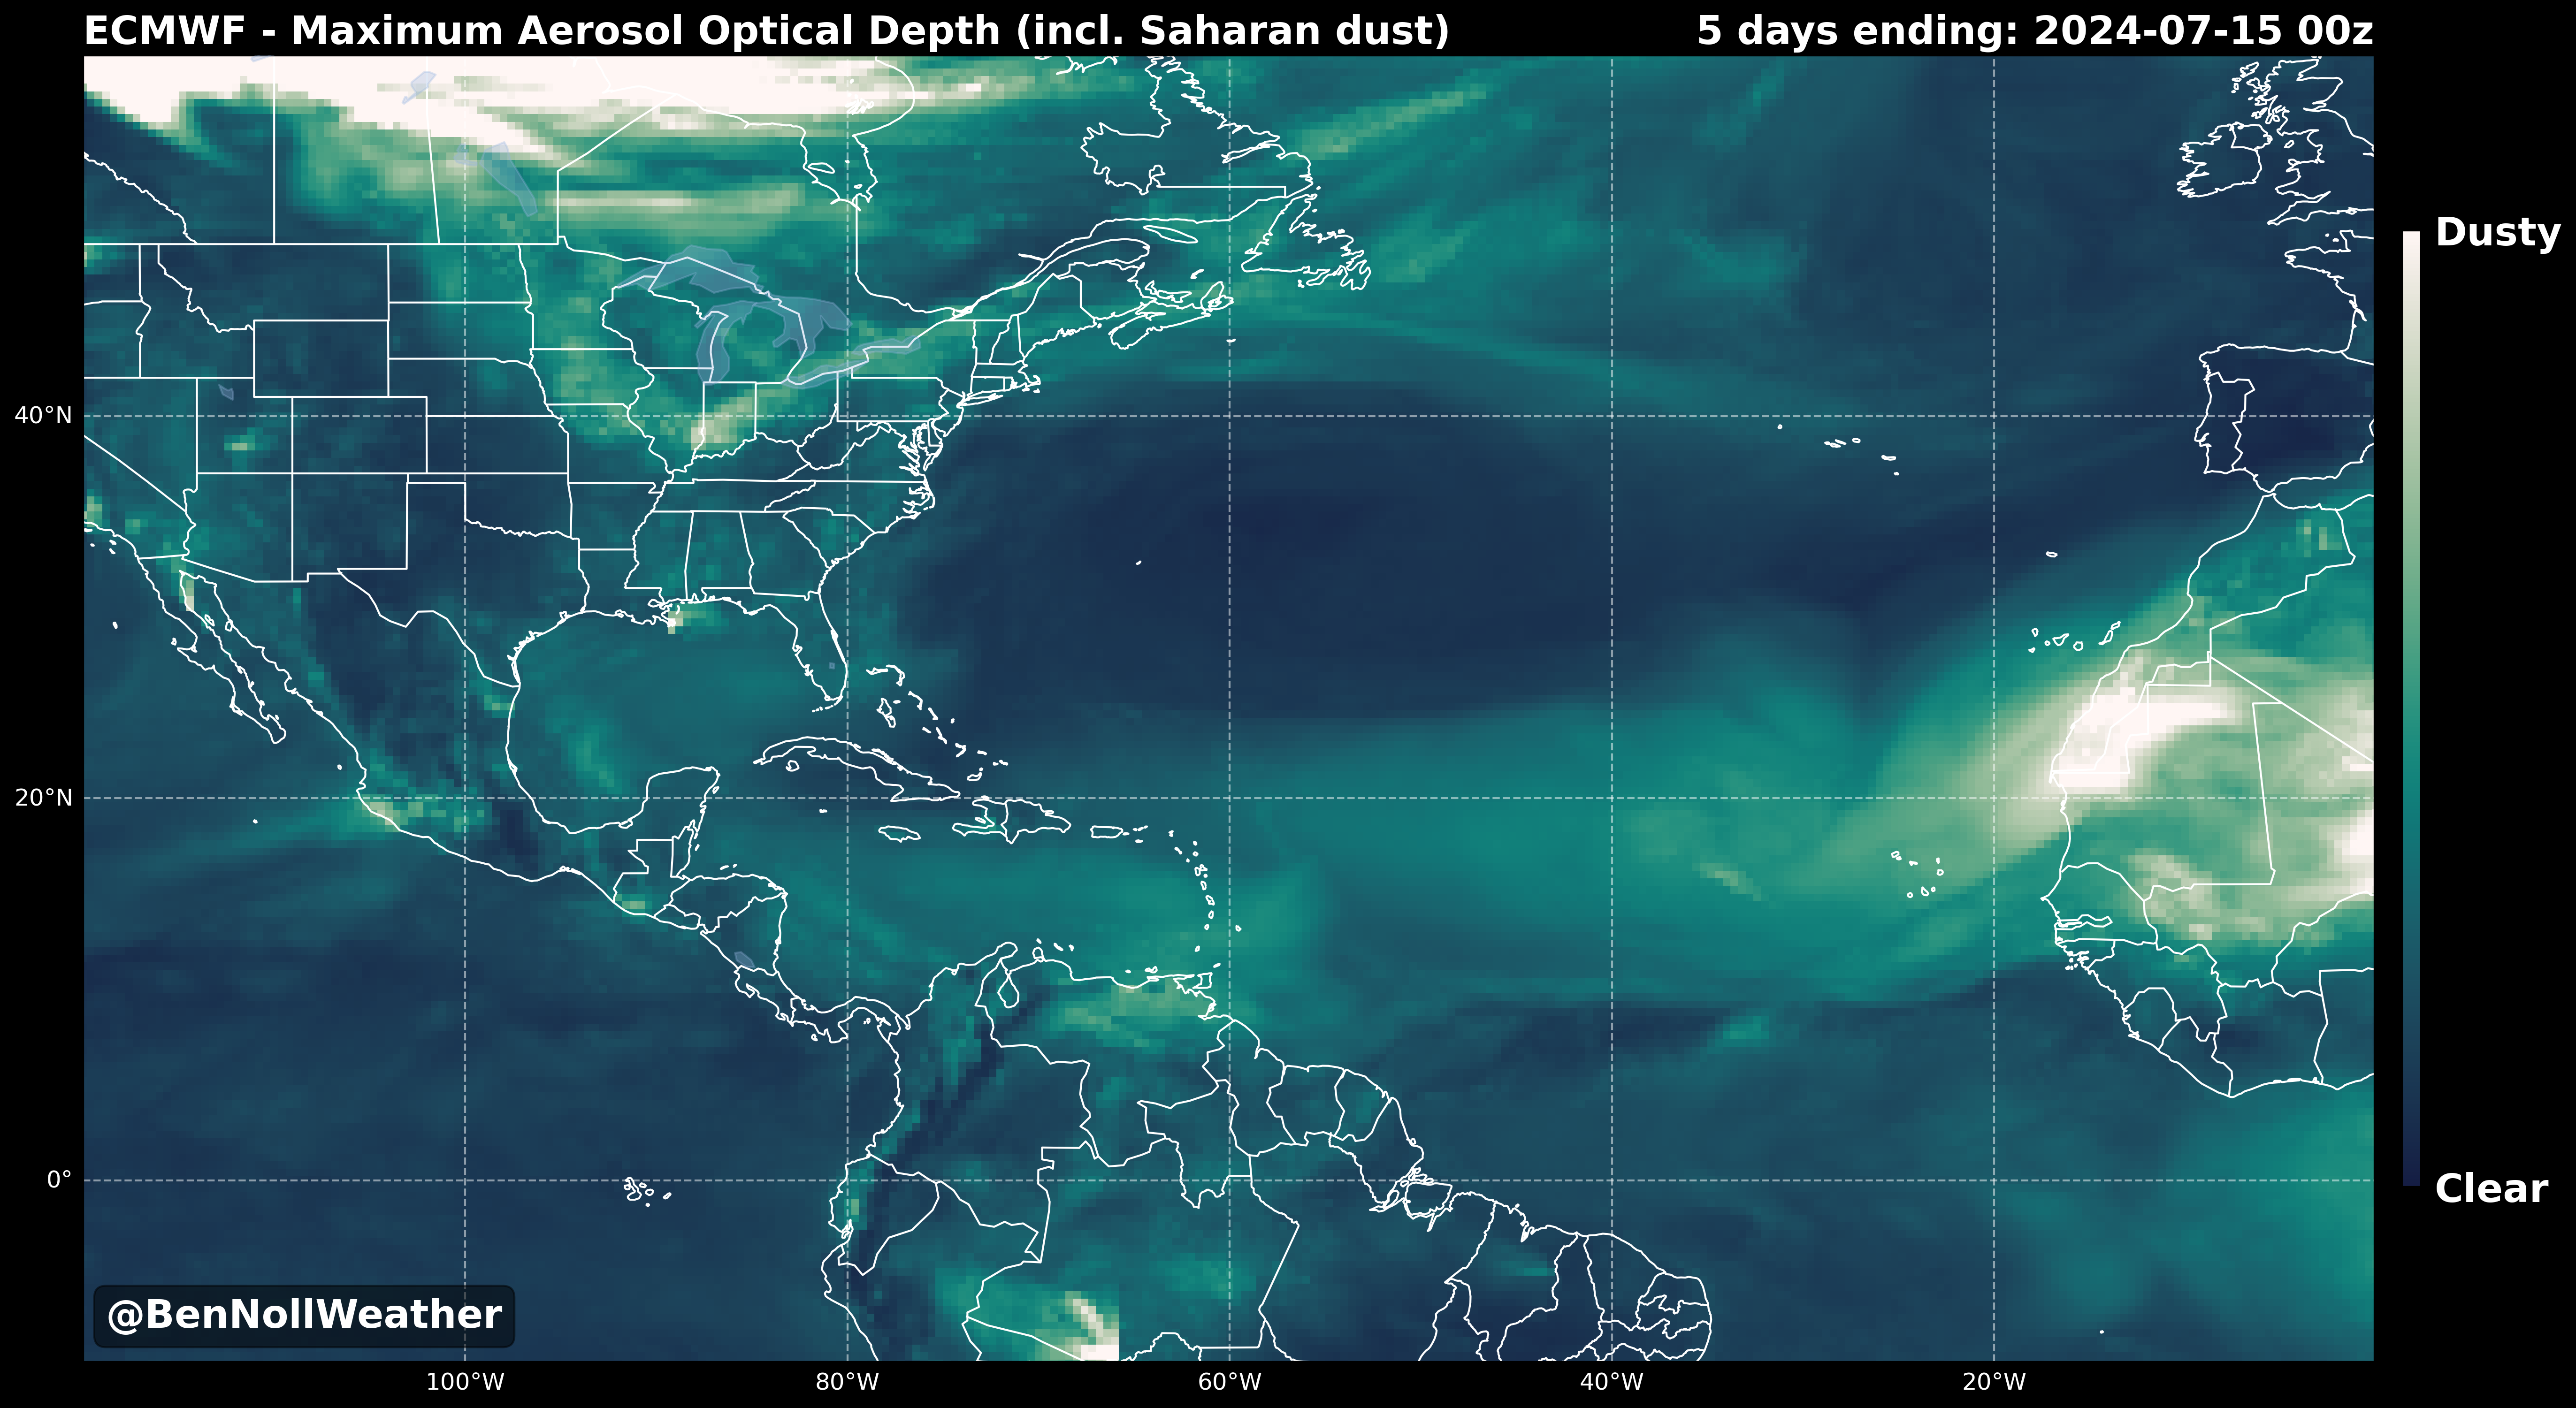 ECMWF - Maximum Aerosol Optical Depth (incl. Saharan dust) 5 days ending: 2024-07-15 00z
Dusty
40°N
20°N
0°
Clear
@BenNollWeather
100°W 80°W 60°W 40°W 20°W